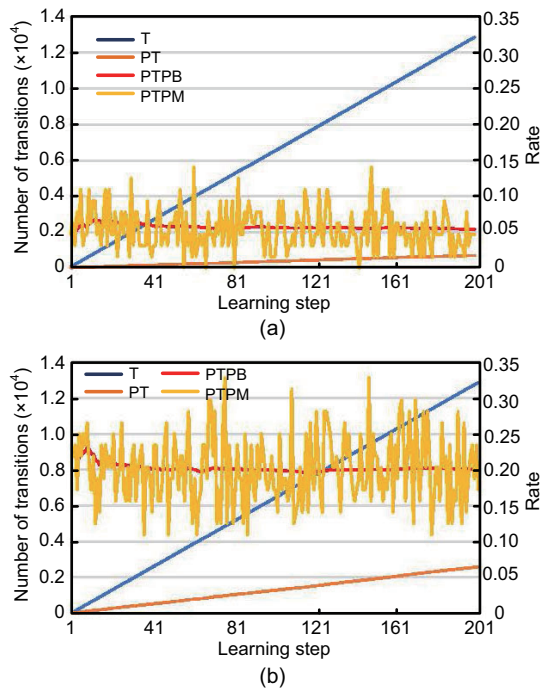 Number of transitions (×10⁴)
1.4
1.2
1.0
0.8
0.6
0.4
0.2
0
T
PT
PTPB
PTPM
0.35
0.30
0.25
0.20
0.15
0.10
0.05
0
Rate
1 41 81 121 161 201
Learning step
(a)
Number of transitions (×10⁴)
1.4
1.2
1.0
0.8
0.6
0.4
0.2
0
T PTPB
PT PTPM
0.35
0.30
0.25
0.20
0.15
0.10
0.05
0
Rate
1 41 81 121 161 201
Learning step
(b)